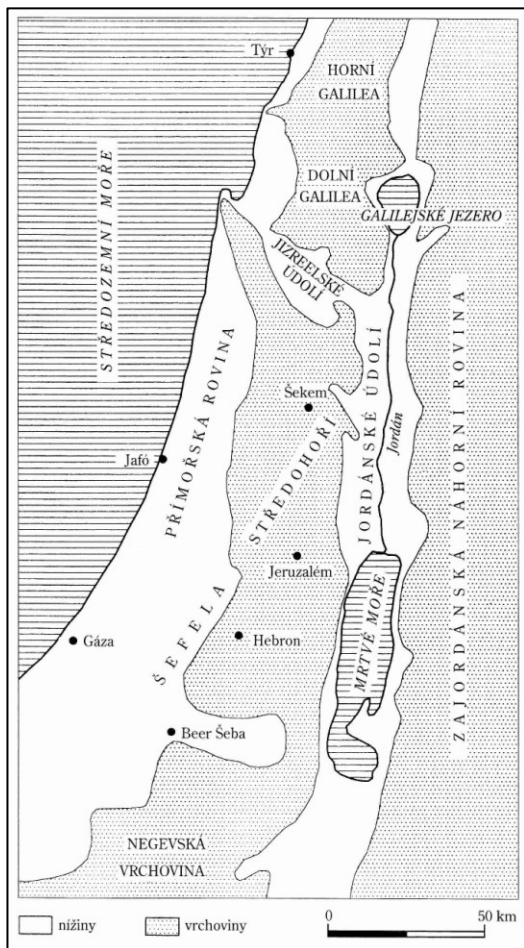 Týr
HORNÍ
GALILEA
DOLNÍ
GALILEA
GALILEJSKÉ JEZERO
STŘEDOZEMNÍ MOŘE
JIZREELSKÉ
ÚDOLÍ
PŘÍMOŘSKÁ ROVINA
Šekem
STŘEDOHOŘÍ
JORDÁNSKÉ ÚDOLÍ
Jordán
ZAJORDÁNSKÁ NÁHORNÍ ROVINA
Jafó
Jeruzalém
ŠEFELA
Gáza
Hebron
MRTVÉ MOŘE
Beer Šeba
NEGEVSKÁ
VRCHOVINA
nížiny
vrchoviny
0 50 km